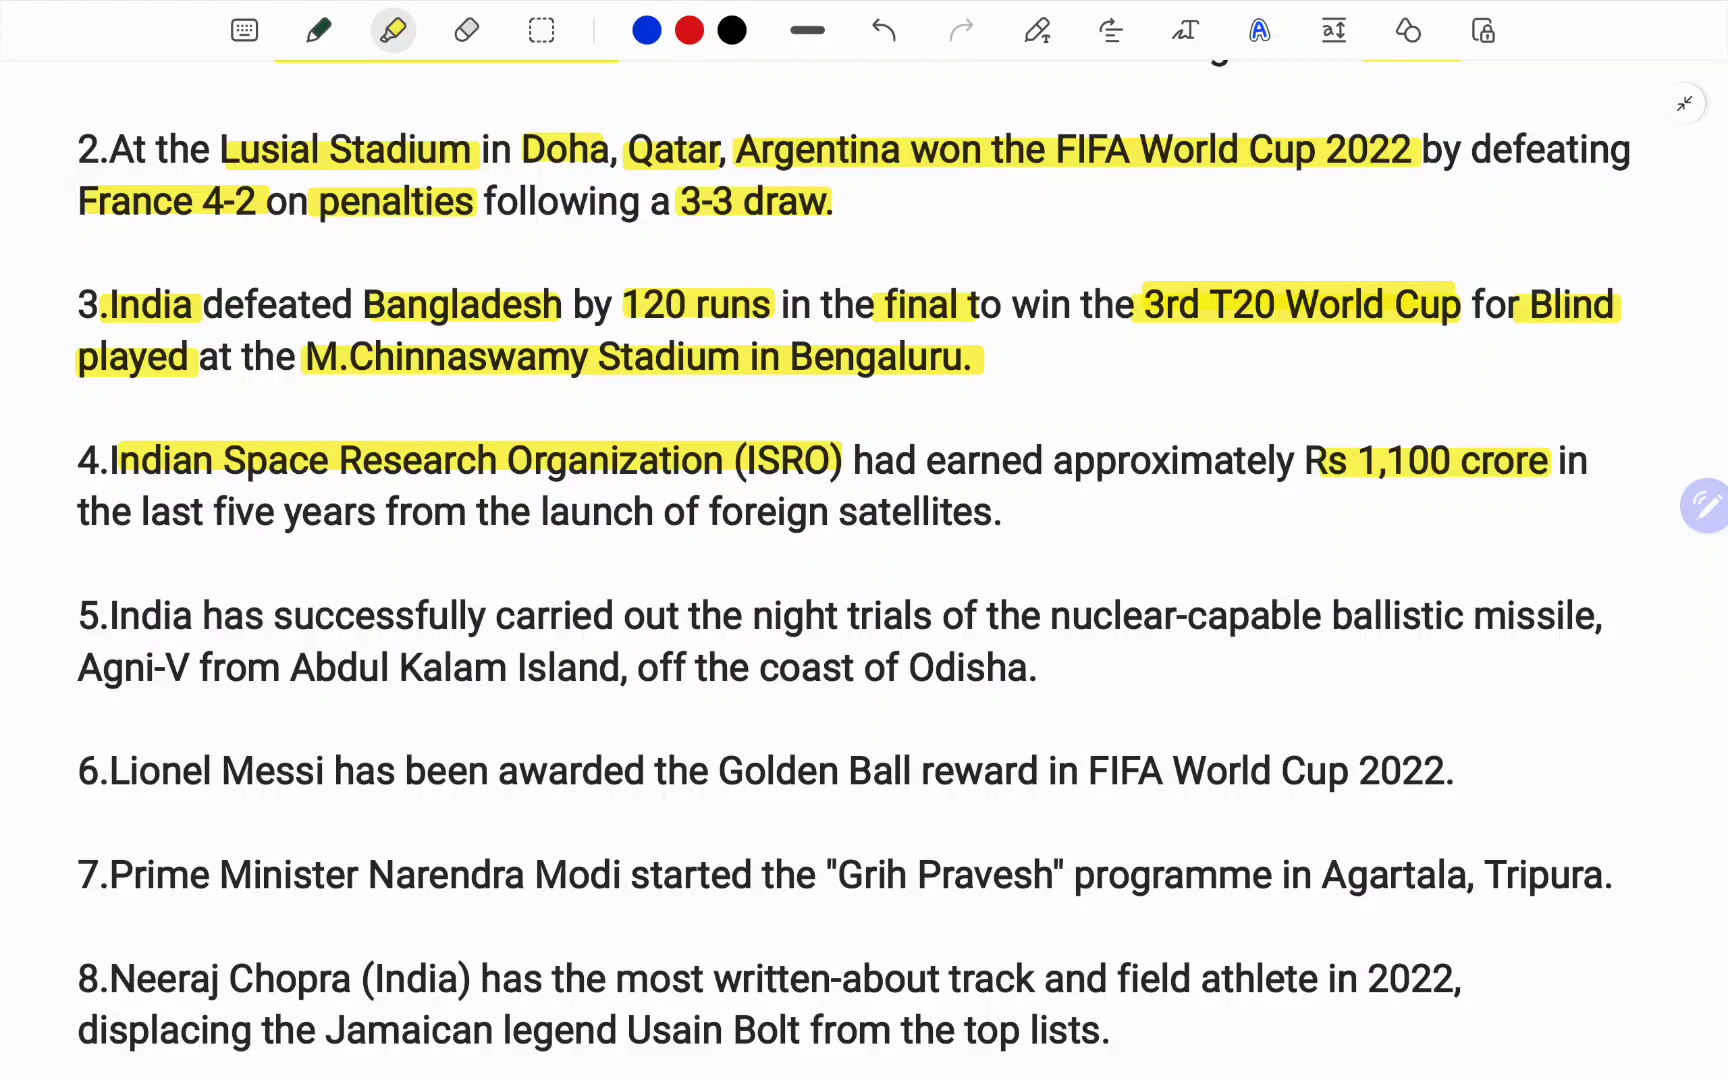 2.At the Lusial Stadium in Doha, Qatar, Argentina won the FIFA World Cup 2022 by defeating
France 4-2 on penalties following a 3-3 draw.
3.India defeated Bangladesh by 120 runs in the final to win the 3rd T20 World Cup for Blind
played at the M.Chinnaswamy Stadium in Bengaluru.
4.Indian Space Research Organization (ISRO) had earned approximately Rs 1,100 crore in
the last five years from the launch of foreign satellites.
5.India has successfully carried out the night trials of the nuclear-capable ballistic missile,
Agni-V from Abdul Kalam Island, off the coast of Odisha.
6.Lionel Messi has been awarded the Golden Ball reward in FIFA World Cup 2022.
7.Prime Minister Narendra Modi started the "Grih Pravesh" programme in Agartala, Tripura.
8.Neeraj Chopra (India) has the most written-about track and field athlete in 2022,
displacing the Jamaican legend Usain Bolt from the top lists.